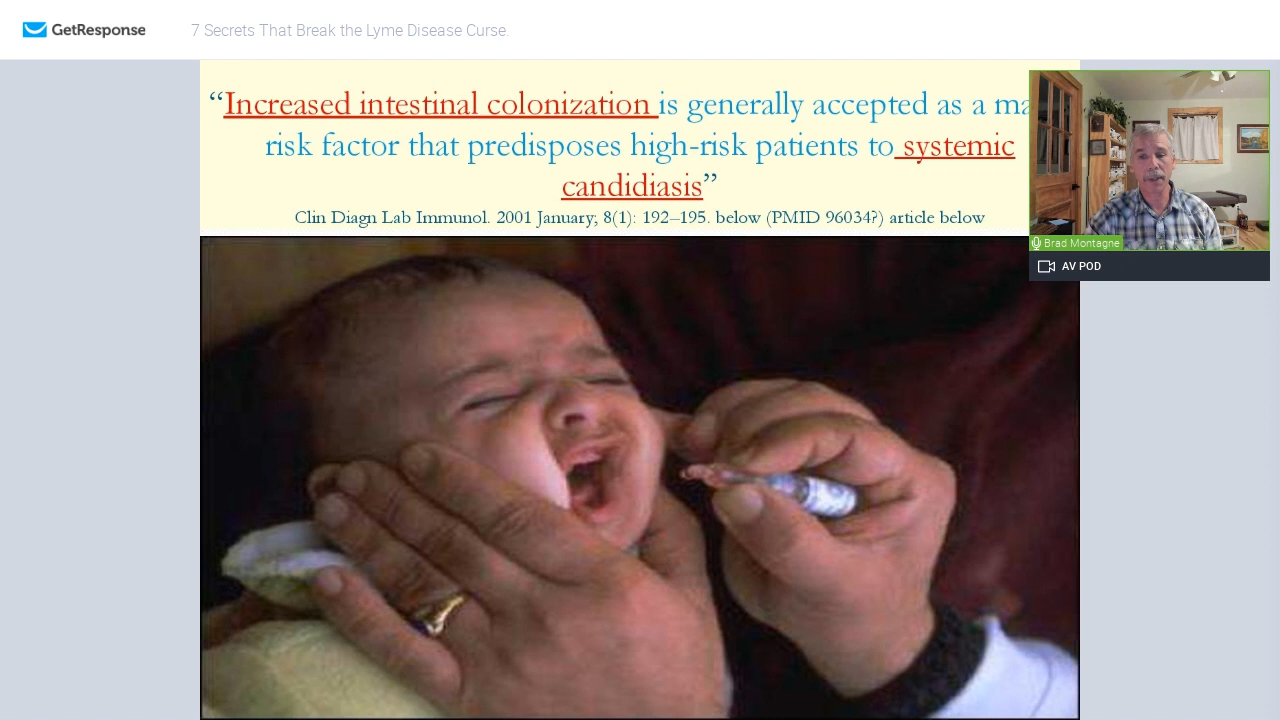 GetResponse
7 Secrets That Break the Lyme Disease Curse.
“Increased intestinal colonization is generally accepted as a ma
risk factor that predisposes high-risk patients to systemic
candidiasis”
Clin Diagn Lab Immunol. 2001 January; 8(1): 192–195. below (PMID 96034?) article below
Brad Montagne
AV POD